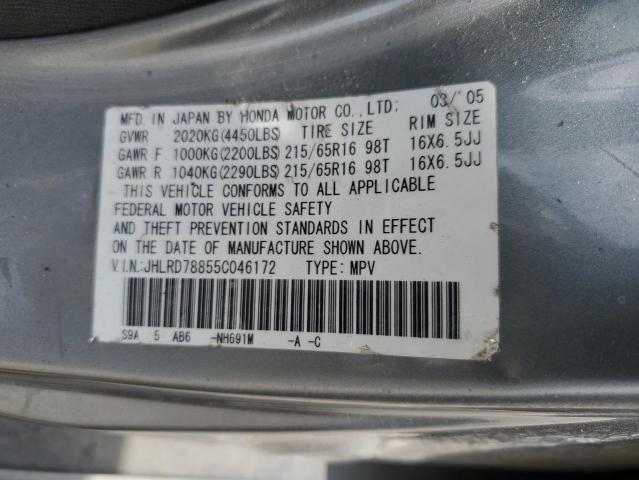 MFD. IN JAPAN BY HONDA MOTOR CO., LTD: 03/'05
GVWR 2020KG(4450LBS) TIRE SIZE RIM SIZE
GAWR F 1000KG(2200LBS) 215/65R16 98T 16X6.5JJ
GAWR R 1040KG(2290LBS) 215/65R16 98T 16X6.5JJ
THIS VEHICLE CONFORMS TO ALL APPLICABLE
FEDERAL MOTOR VEHICLE SAFETY
AND THEFT PREVENTION STANDARDS IN EFFECT
ON THE DATE OF MANUFACTURE SHOWN ABOVE.
V.I.N.:JHLRD78855C046172 TYPE: MPV
S9A 5 AB6 -NH691M -A -C